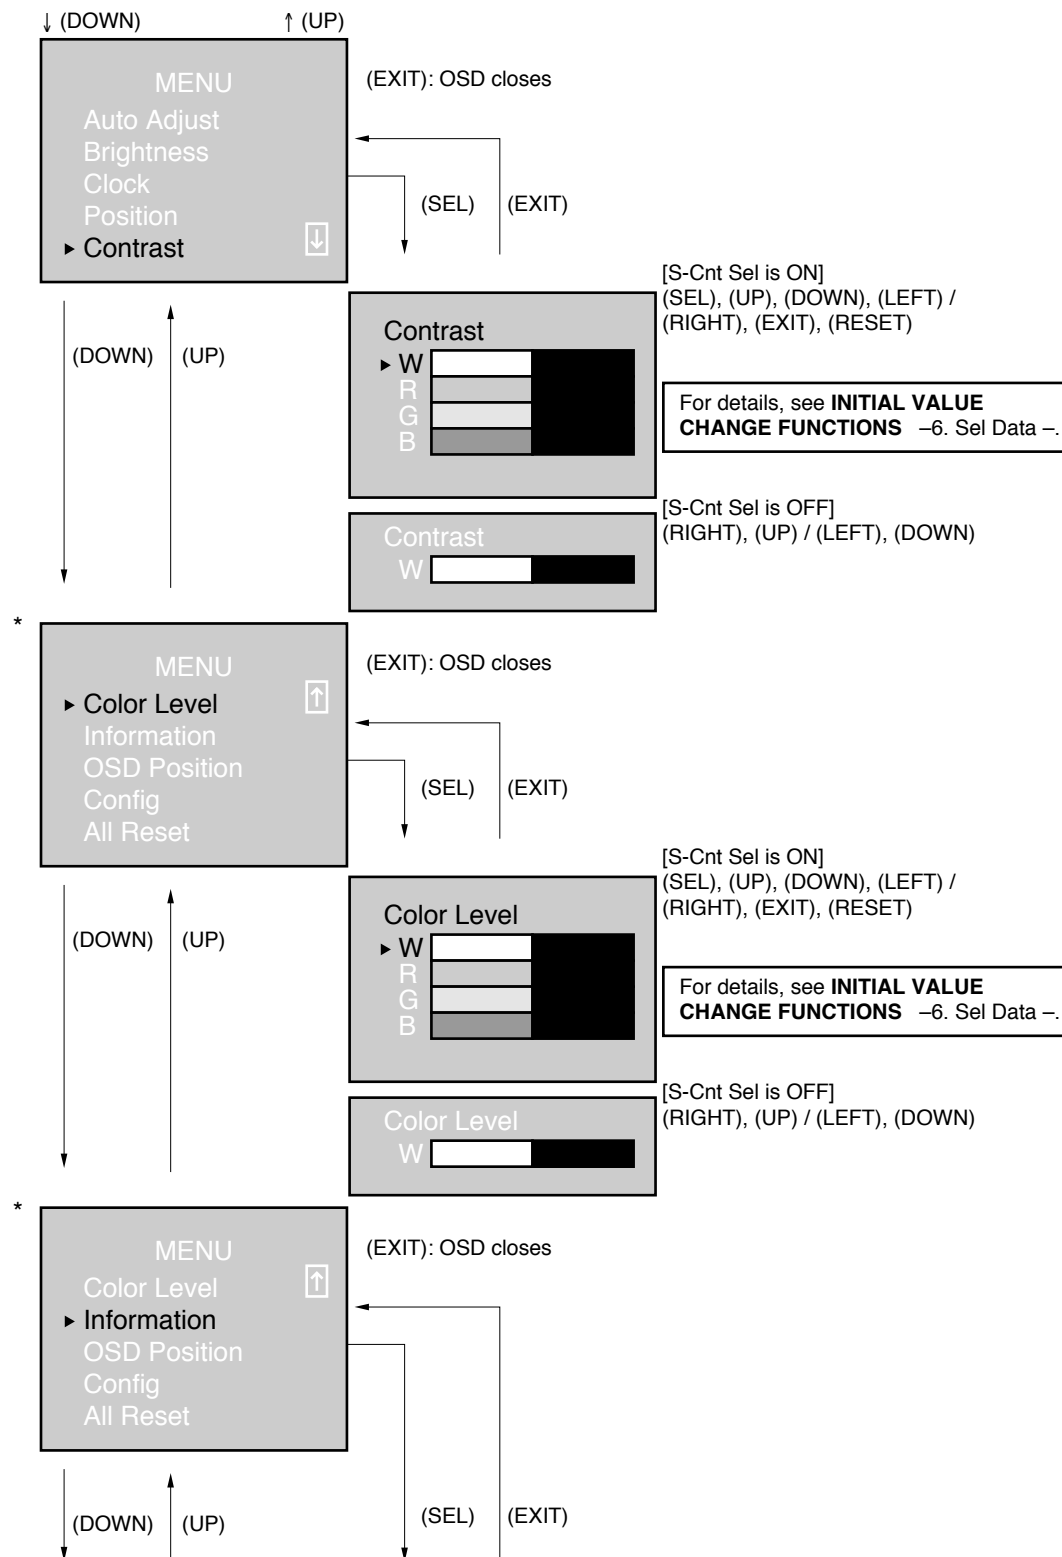 ↓ (DOWN) ↑ (UP)
MENU
Auto Adjust
Brightness
Clock
Position
▸ Contrast ↓
(EXIT): OSD closes
(SEL) (EXIT)
(DOWN) (UP)
Contrast
▸ W
R
G
B
[S-Cnt Sel is ON]
(SEL), (UP), (DOWN), (LEFT) /
(RIGHT), (EXIT), (RESET)
For details, see INITIAL VALUE
CHANGE FUNCTIONS –6. Sel Data –.
Contrast
W
[S-Cnt Sel is OFF]
(RIGHT), (UP) / (LEFT), (DOWN)
*
MENU
▸ Color Level ↑
Information
OSD Position
Config
All Reset
(EXIT): OSD closes
(SEL) (EXIT)
(DOWN) (UP)
Color Level
▸ W
R
G
B
[S-Cnt Sel is ON]
(SEL), (UP), (DOWN), (LEFT) /
(RIGHT), (EXIT), (RESET)
For details, see INITIAL VALUE
CHANGE FUNCTIONS –6. Sel Data –.
Color Level
W
[S-Cnt Sel is OFF]
(RIGHT), (UP) / (LEFT), (DOWN)
*
MENU
Color Level ↑
▸ Information
OSD Position
Config
All Reset
(EXIT): OSD closes
(DOWN) (UP)
(SEL) (EXIT)